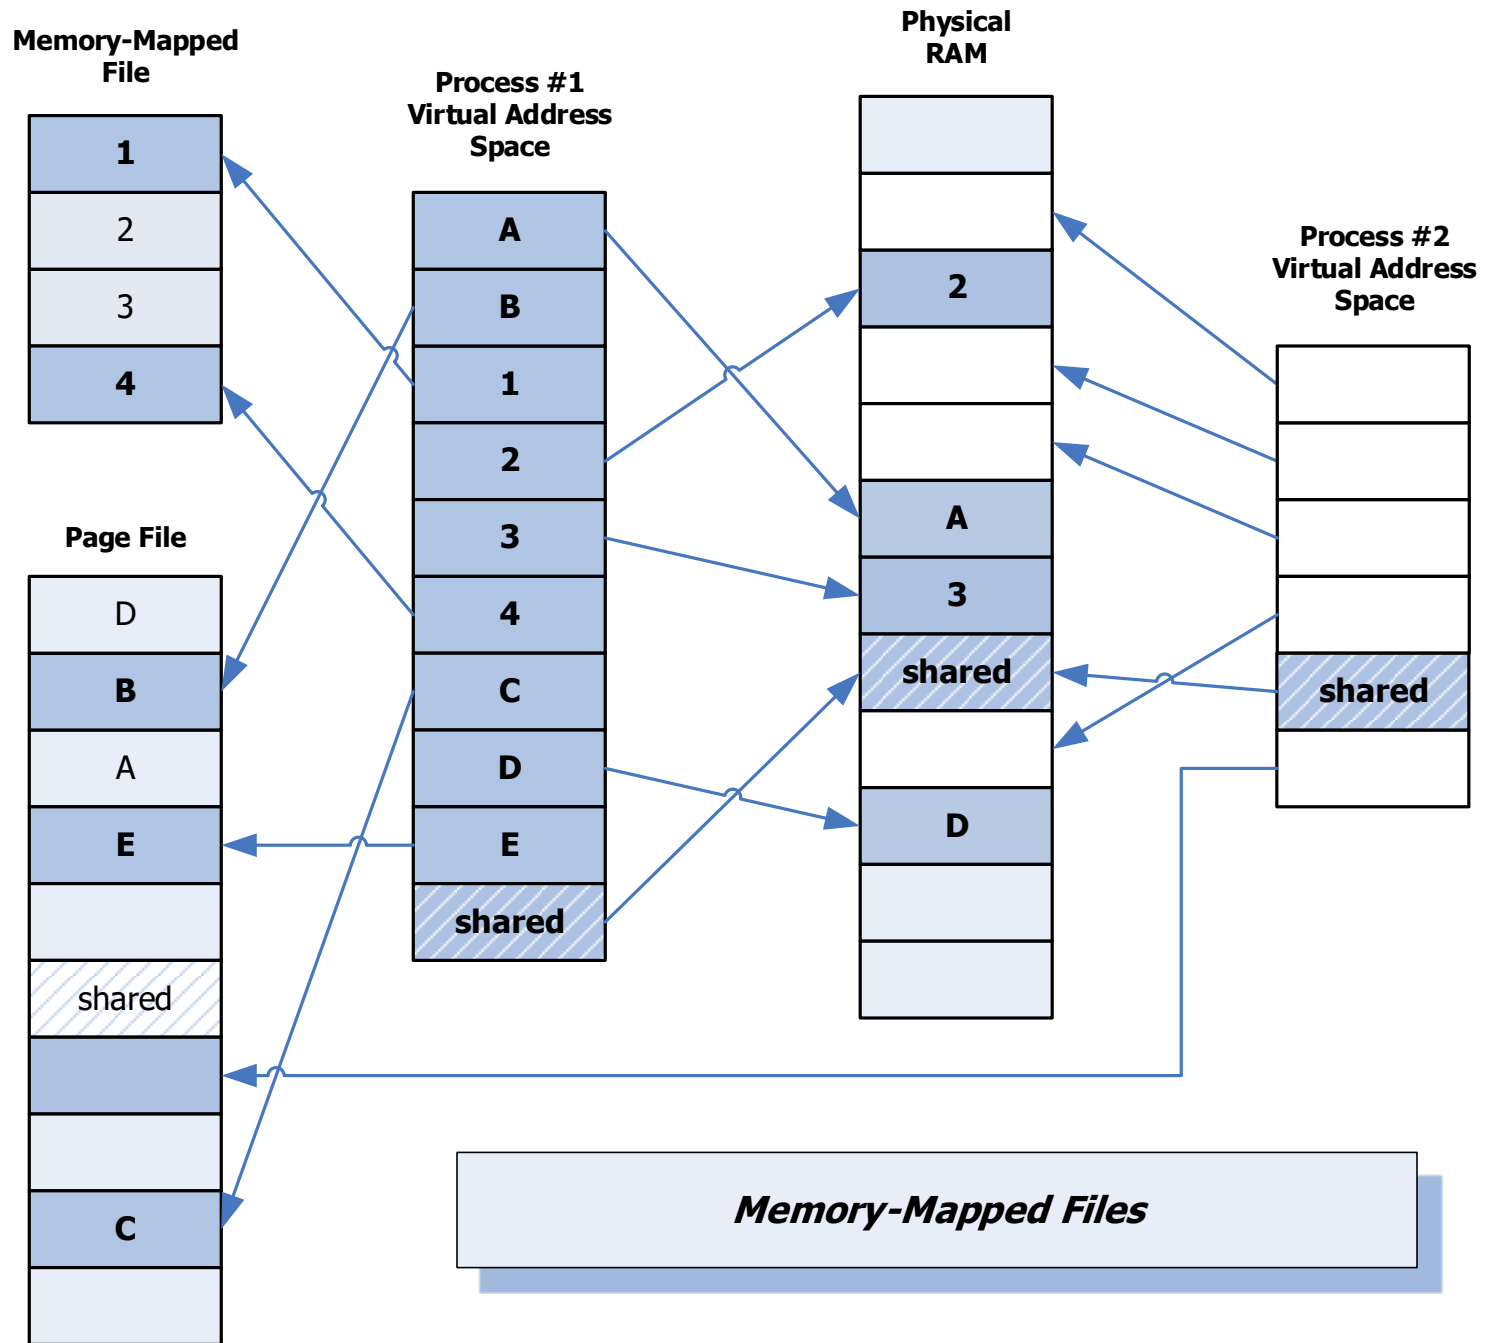 Memory-Mapped
File
1
2
3
4
Page File
D
B
A
E
shared
C
Process #1
Virtual Address
Space
A
B
1
2
3
4
C
D
E
shared
Physical
RAM
2
A
3
shared
D
Process #2
Virtual Address
Space
shared
Memory-Mapped Files